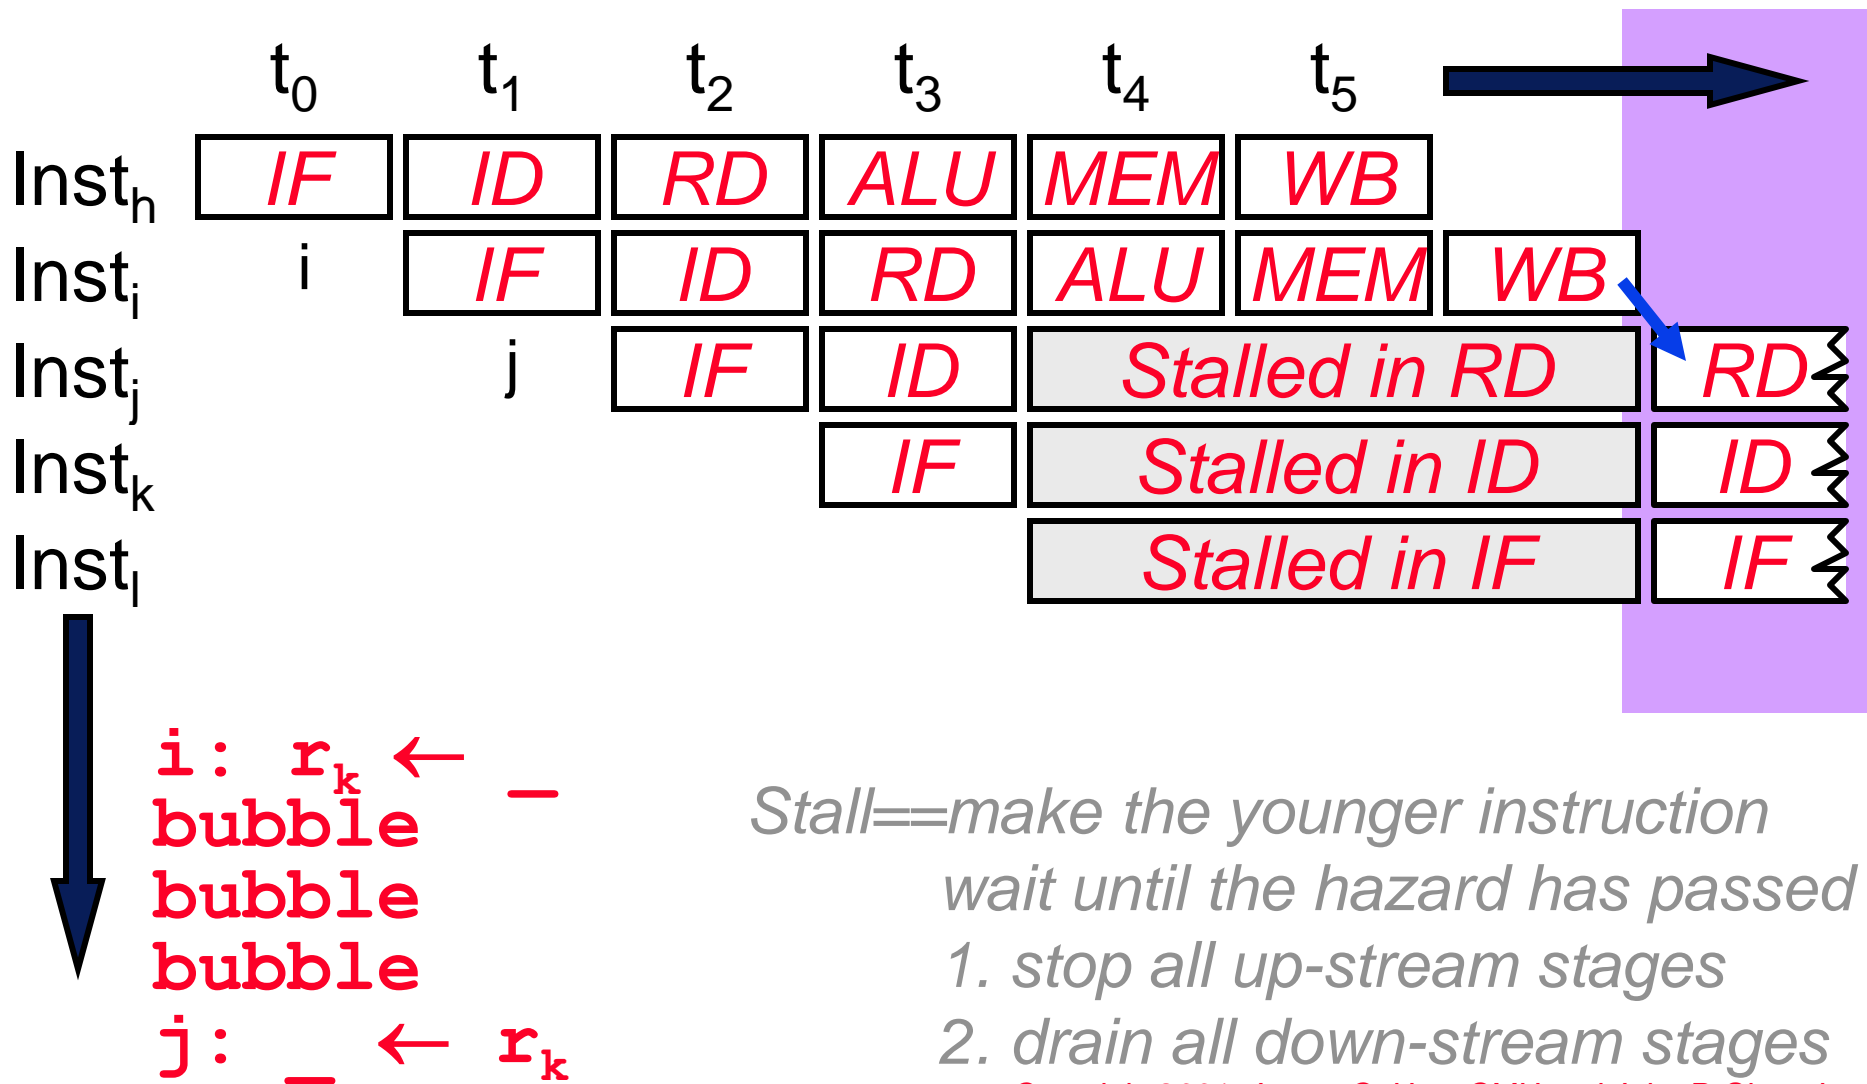 t0 t1 t2 t3 t4 t5
Insth IF ID RD ALU MEM WB
Insti i IF ID RD ALU MEM WB
Instj j IF ID Stalled in RD RD
Instk IF Stalled in ID ID
Instl Stalled in IF IF
i: rk ← _
bubble
bubble
bubble
j: _ ← rk
Stall==make the younger instruction
wait until the hazard has passed
1. stop all up-stream stages
2. drain all down-stream stages